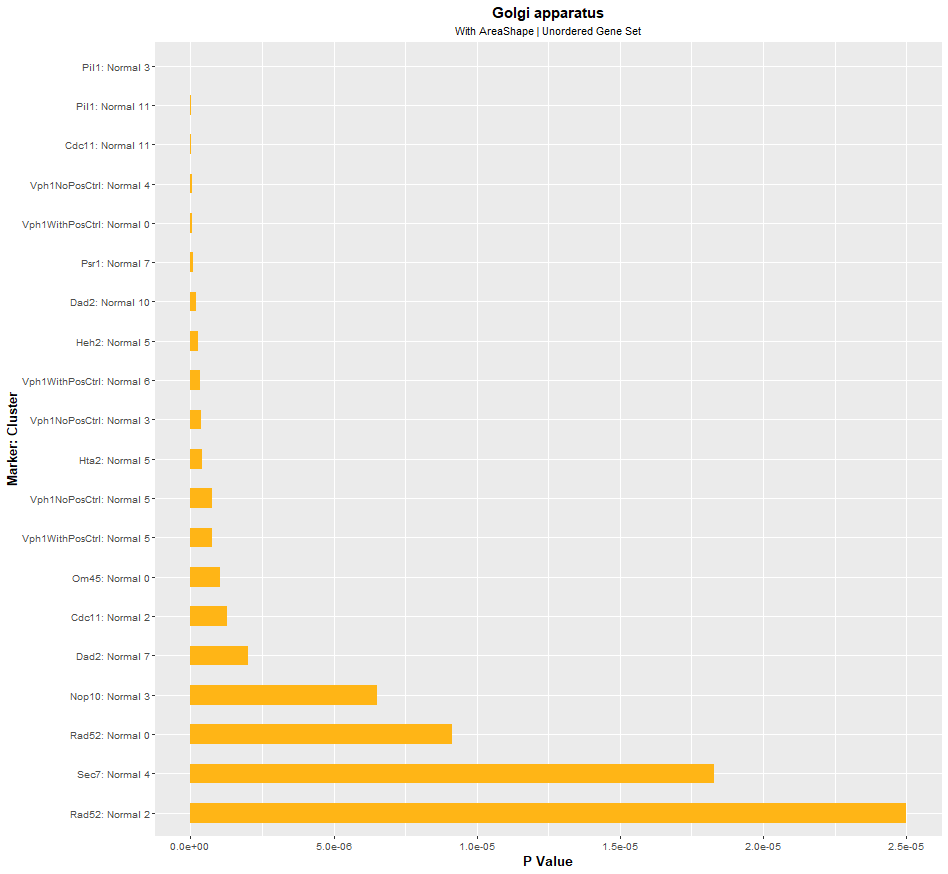 Golgi apparatus
With AreaShape | Unordered Gene Set
Marker: Cluster
Pil1: Normal 3
Pil1: Normal 11
Cdc11: Normal 11
Vph1NoPosCtrl: Normal 4
Vph1WithPosCtrl: Normal 0
Psr1: Normal 7
Dad2: Normal 10
Heh2: Normal 5
Vph1WithPosCtrl: Normal 6
Vph1NoPosCtrl: Normal 3
Hta2: Normal 5
Vph1NoPosCtrl: Normal 5
Vph1WithPosCtrl: Normal 5
Om45: Normal 0
Cdc11: Normal 2
Dad2: Normal 7
Nop10: Normal 3
Rad52: Normal 0
Sec7: Normal 4
Rad52: Normal 2
0.0e+00 5.0e-06 1.0e-05 1.5e-05 2.0e-05 2.5e-05
P Value